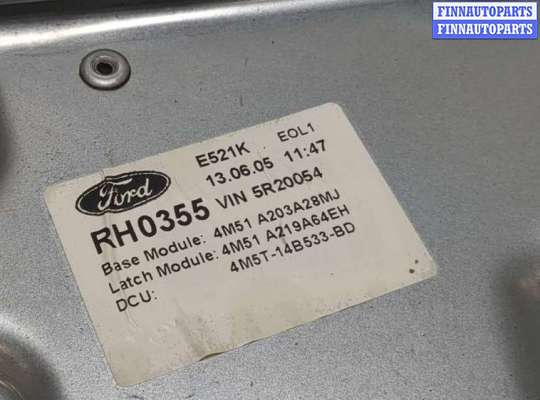 FINNAUTOPARTS
FINNAUTOPARTS
Ford
E521K EOL1
13.06.05 11:47
RH0355 VIN 5R20054
Base Module: 4M51 A203A28MJ
Latch Module: 4M51 A219A64EH
DCU: 4M5T-14B533-BD